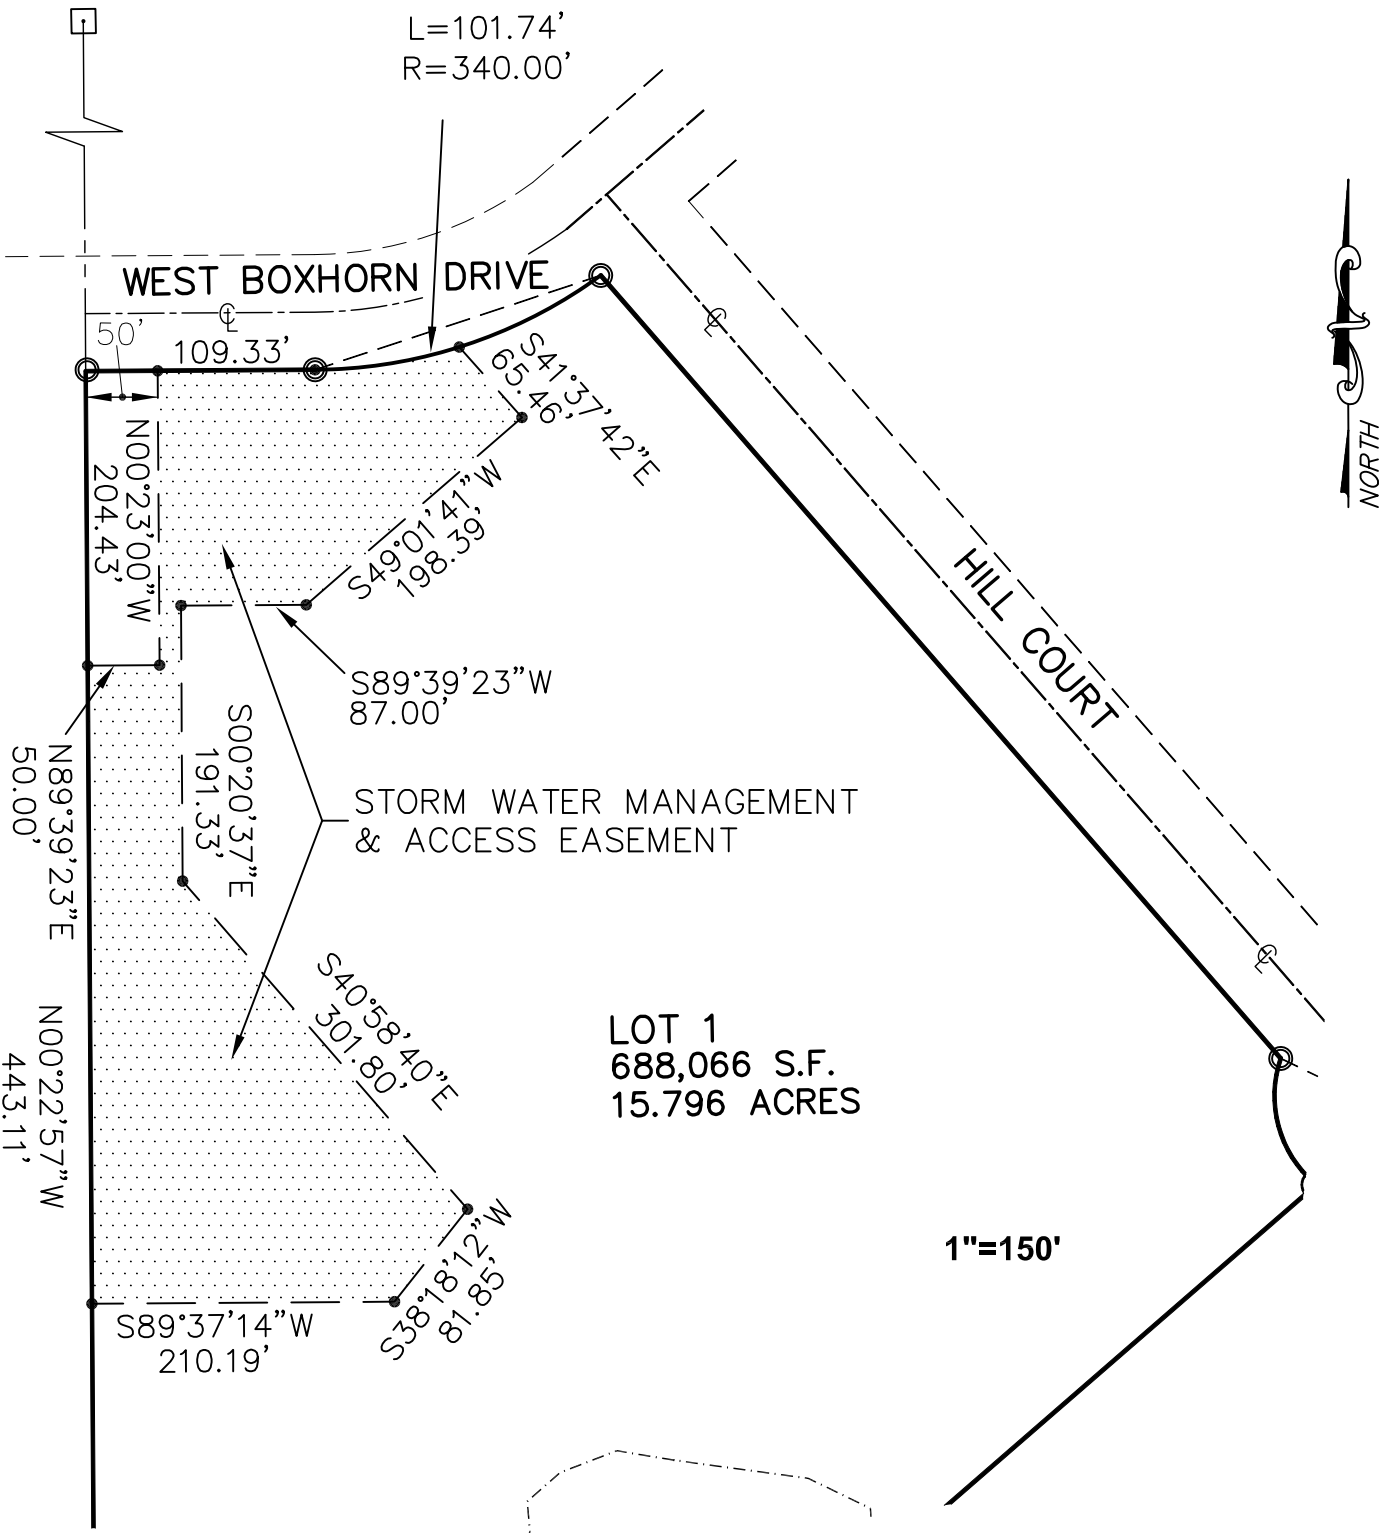 L=101.74'
R=340.00'
WEST BOXHORN DRIVE
℄
℄
50'
109.33'
S41°37'42"E
65.46'
NORTH
N00°23'00"W
204.43'
S49°01'41"W
198.39'
HILL COURT
S89°39'23"W
87.00'
S00°20'37"E
191.33'
N89°39'23"E
50.00'
STORM WATER MANAGEMENT
& ACCESS EASEMENT
℄
S40°58'40"E
301.80'
N00°22'57"W
443.11'
LOT 1
688,066 S.F.
15.796 ACRES
S38°18'12"W
81.85'
1"=150'
S89°37'14"W
210.19'